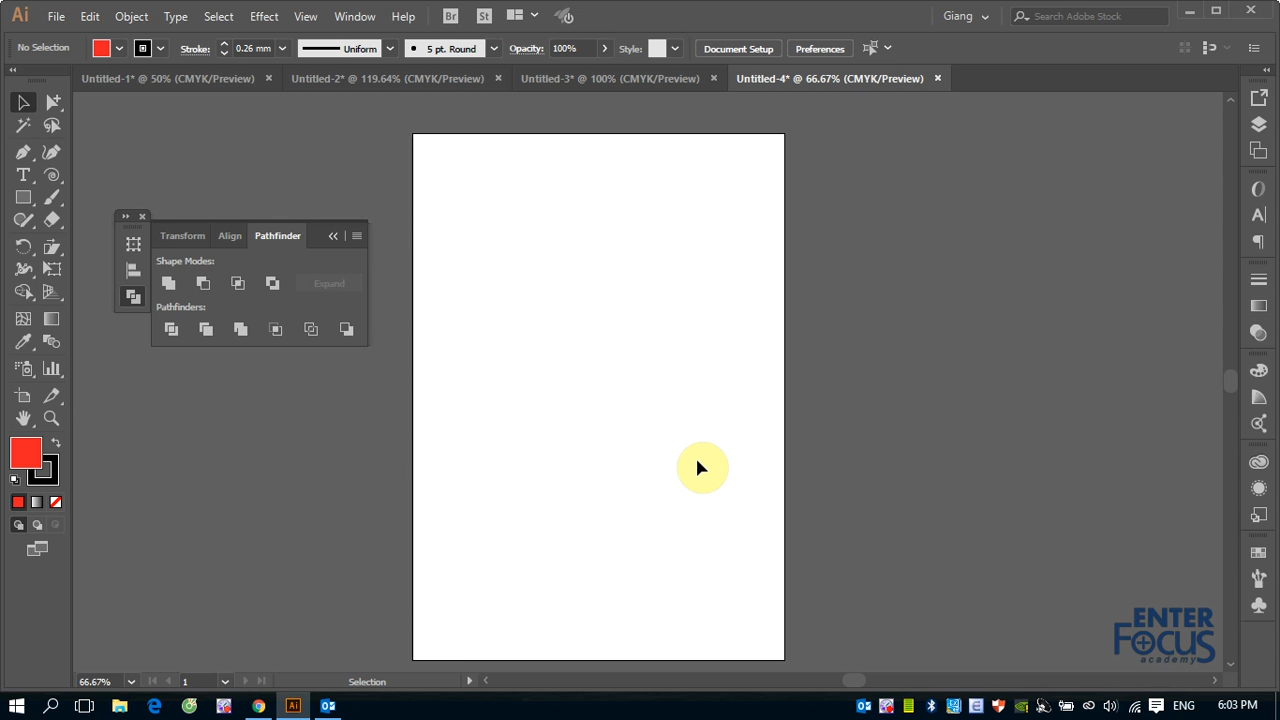 Ai File Edit Object Type Select Effect View Window Help Br St Giang Search Adobe Stock
No Selection Stroke: 0.26 mm Uniform 5 pt. Round Opacity: 100% Style: Document Setup Preferences
Untitled-1* @ 50% (CMYK/Preview) × Untitled-2* @ 119.64% (CMYK/Preview) × Untitled-3* @ 100% (CMYK/Preview) × Untitled-4* @ 66.67% (CMYK/Preview) ×
Transform Align Pathfinder
Shape Modes:
Expand
Pathfinders:
ENTER
FOCUS
academy
66.67% 1 Selection
Ai ENG 6:03 PM